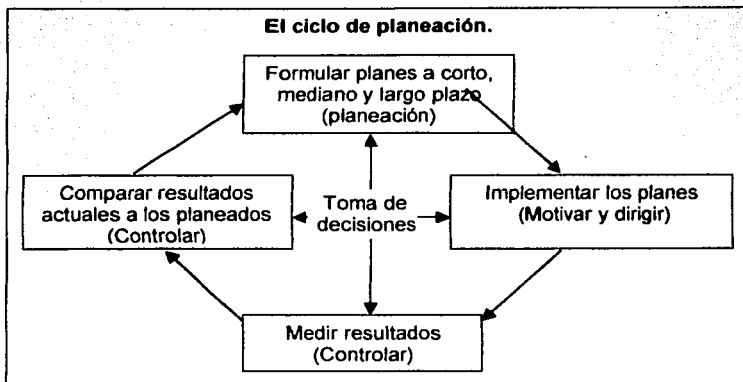 El ciclo de planeación.
Formular planes a corto,
mediano y largo plazo
(planeación)
Comparar resultados
actuales a los planeados
(Controlar)
Toma de
decisiones
Implementar los planes
(Motivar y dirigir)
Medir resultados
(Controlar)